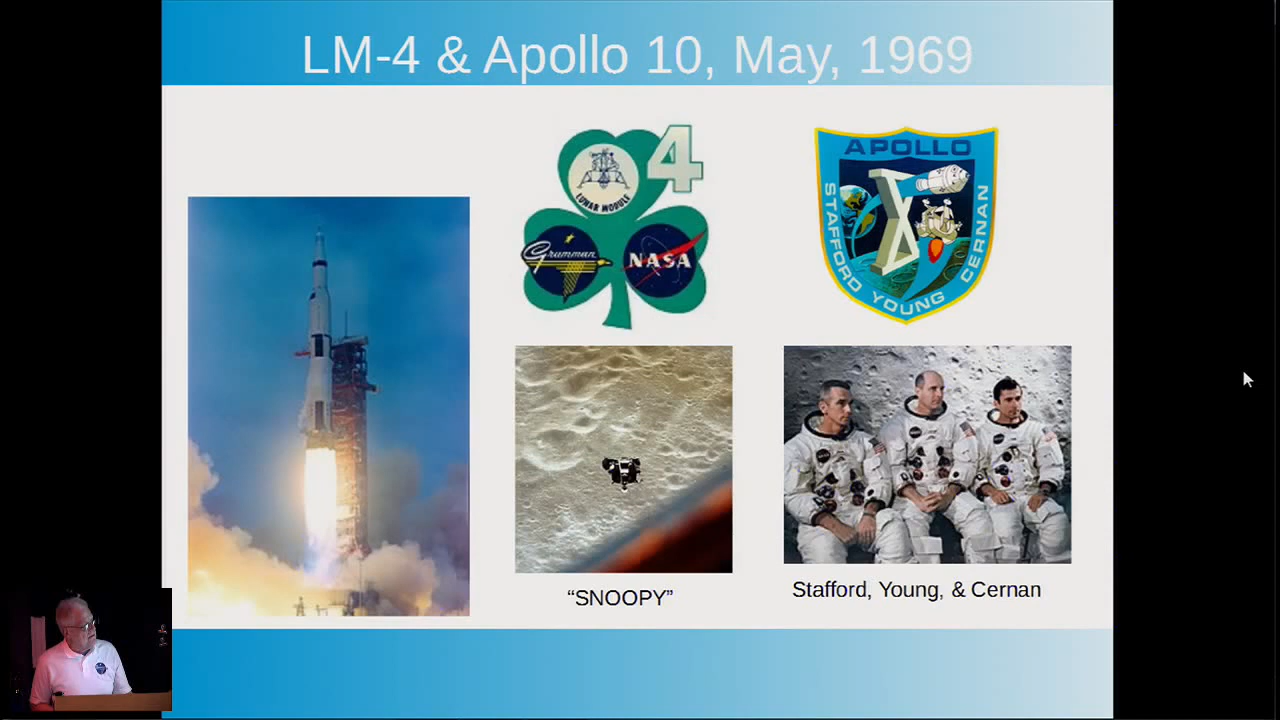 LM-4 & Apollo 10, May, 1969
4
LUNAR MODULE
Grumman
NASA
APOLLO
STAFFORD YOUNG CERNAN
“SNOOPY”
Stafford, Young, & Cernan